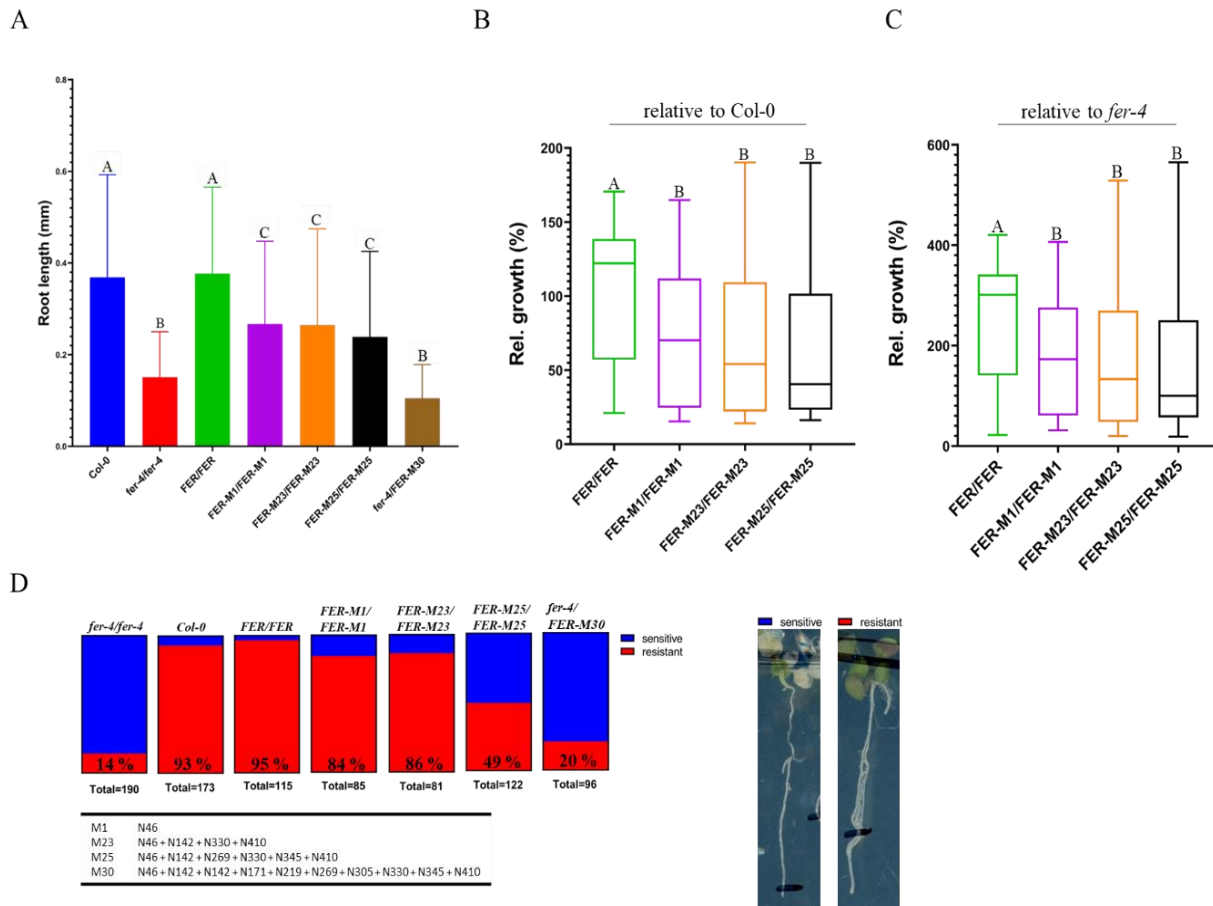 A
B
C
0.8
0.6
0.4
0.2
0.0
Root length (mm)
A
B
A
C
C
C
B
Col-0
fer-4/fer-4
FER/FER
FER-M1/FER-M1
FER-M23/FER-M23
FER-M25/FER-M25
fer-4/FER-M30
relative to Col-0
200
150
100
50
0
Rel. growth (%)
A
B
B
B
FER/FER
FER-M1/FER-M1
FER-M23/FER-M23
FER-M25/FER-M25
relative to fer-4
600
400
200
0
Rel. growth (%)
A
B
B
B
FER/FER
FER-M1/FER-M1
FER-M23/FER-M23
FER-M25/FER-M25
D
fer-4/fer-4
Col-0
FER/FER
FER-M1/
FER-M1
FER-M23/
FER-M23
FER-M25/
FER-M25
fer-4/
FER-M30
sensitive
resistant
14 %
93 %
95 %
84 %
86 %
49 %
20 %
Total=190
Total=173
Total=115
Total=85
Total=81
Total=122
Total=96
M1 N46
M23 N46 + N142 + N330 + N410
M25 N46 + N142 + N269 + N330 + N345 + N410
M30 N46 + N142 + N142 + N171 + N219 + N269 + N305 + N330 + N345 + N410
sensitive
resistant